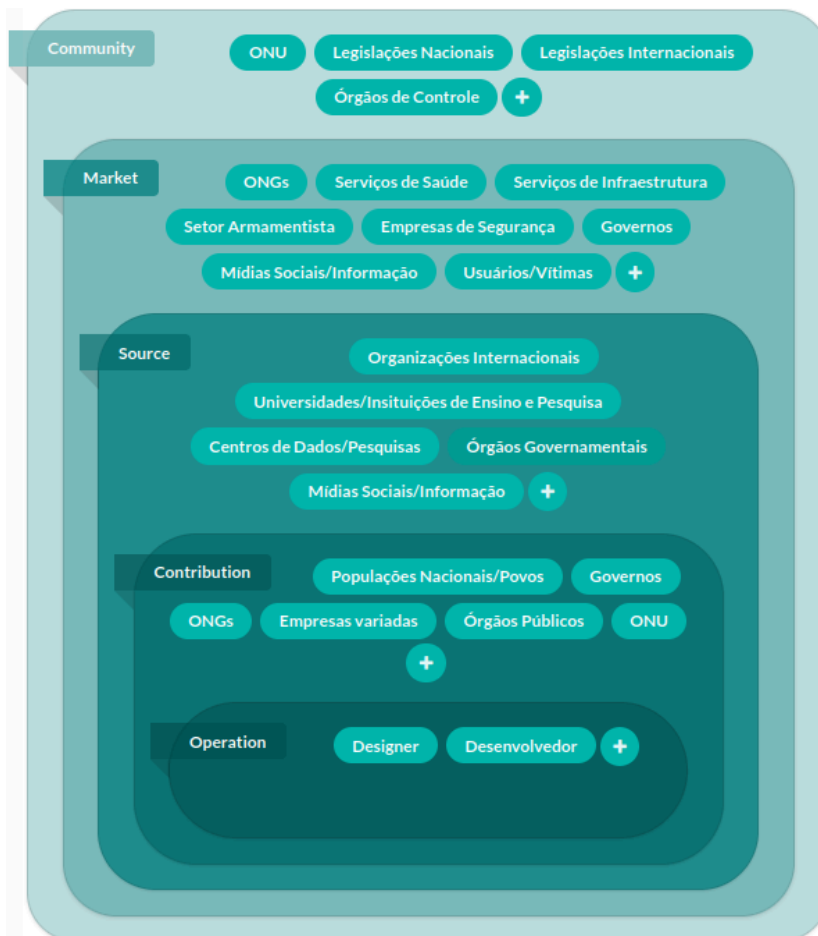 Community ONU Legislações Nacionais Legislações Internacionais
Órgãos de Controle +
Market ONGs Serviços de Saúde Serviços de Infraestrutura
Setor Armamentista Empresas de Segurança Governos
Mídias Sociais/Informação Usuários/Vítimas +
Source Organizações Internacionais
Universidades/Insituições de Ensino e Pesquisa
Centros de Dados/Pesquisas Órgãos Governamentais
Mídias Sociais/Informação +
Contribution Populações Nacionais/Povos Governos
ONGs Empresas variadas Órgãos Públicos ONU
+
Operation Designer Desenvolvedor +